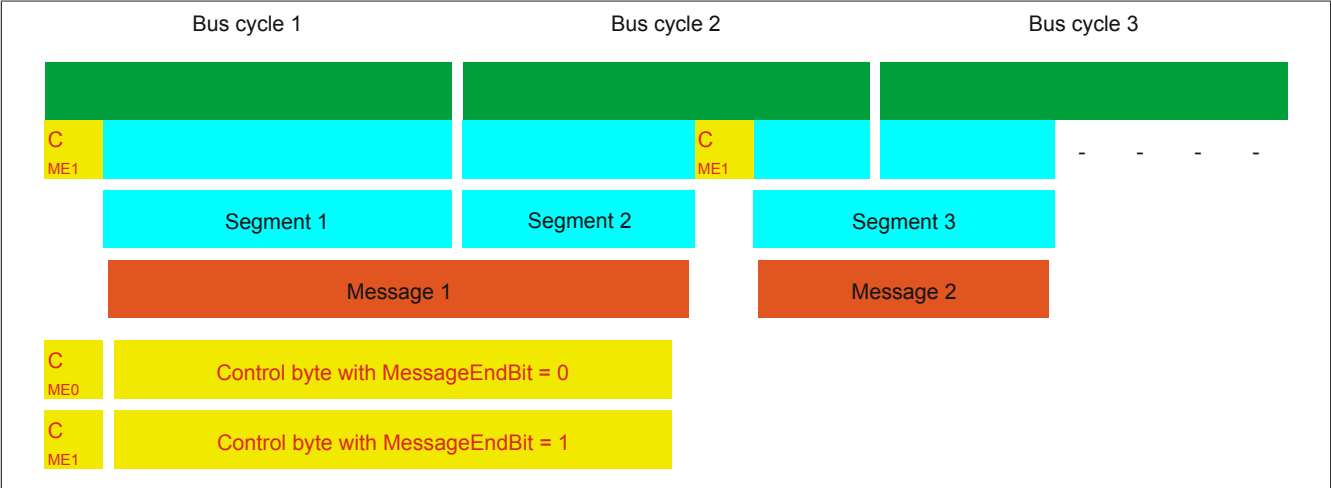 Bus cycle 1 Bus cycle 2 Bus cycle 3
C C
ME1 ME1 - - - -
Segment 1 Segment 2 Segment 3
Message 1 Message 2
C
ME0
Control byte with MessageEndBit = 0
C
ME1
Control byte with MessageEndBit = 1